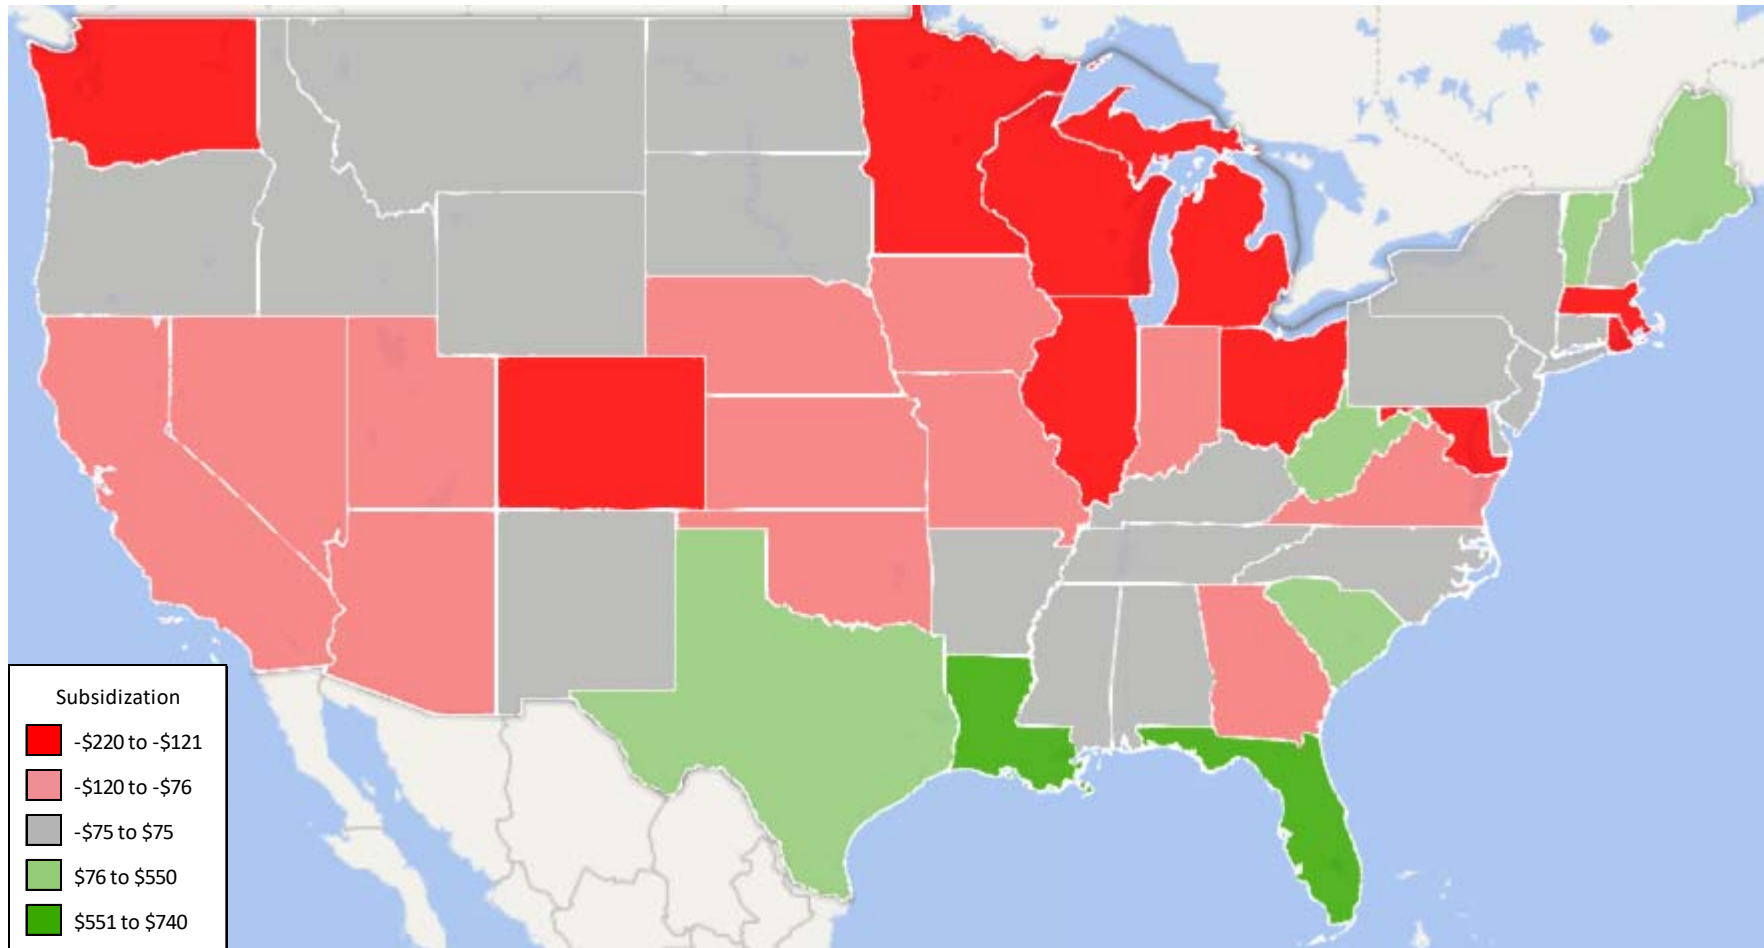 Subsidization
-$220 to -$121
-$120 to -$76
-$75 to $75
$76 to $550
$551 to $740